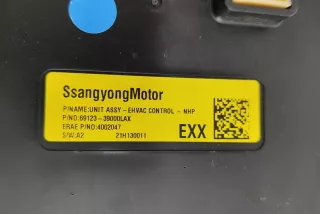 SsangyongMotor
P/NAME:UNIT ASSY-EHVAC CONTROL-NHP
P/NO:69123-39000LAX
ERAE P/NO:4002047
S/W.A2 21H130011 EXX